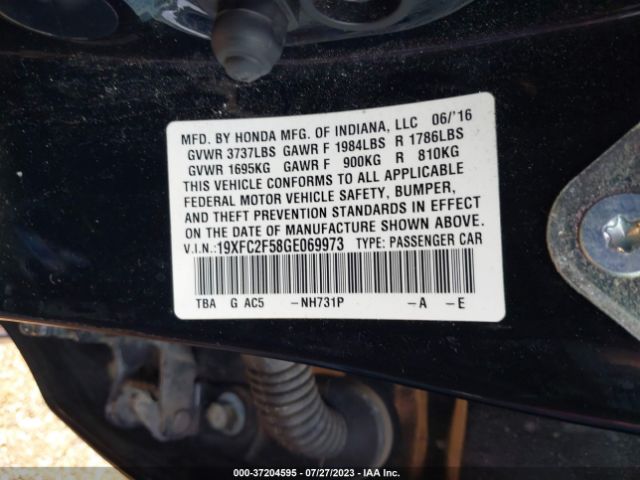 MFD. BY HONDA MFG. OF INDIANA, LLC 06/'16
GVWR 3737LBS GAWR F 1984LBS R 1786LBS
GVWR 1695KG GAWR F 900KG R 810KG
THIS VEHICLE CONFORMS TO ALL APPLICABLE
FEDERAL MOTOR VEHICLE SAFETY, BUMPER,
AND THEFT PREVENTION STANDARDS IN EFFECT
ON THE DATE OF MANUFACTURE SHOWN ABOVE.
V.I.N.:19XFC2F58GE069973 TYPE: PASSENGER CAR
TBA G AC5 -NH731P -A -E
000-37204595 | 07/27/2023 | IAA Inc.